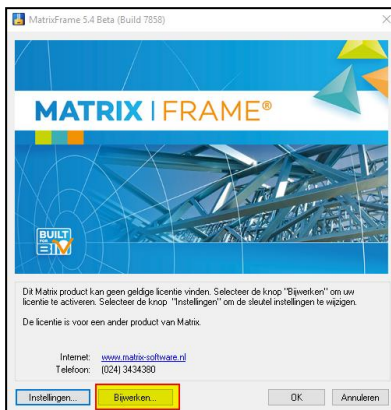 MatrixFrame 5.4 Beta (Build 7858)
MATRIX | FRAME®
BUILT
FOR
BIM
Dit Matrix product kan geen geldige licentie vinden. Selecteer de knop "Bijwerken" om uw
licentie te activeren. Selecteer de knop "Instellingen" om de sleutel instellingen te wijzigen.
De licentie is voor een ander product van Matrix.
Internet: www.matrix-software.nl
Telefoon: (024) 3434380
Instellingen... Bijwerken... OK Annuleren